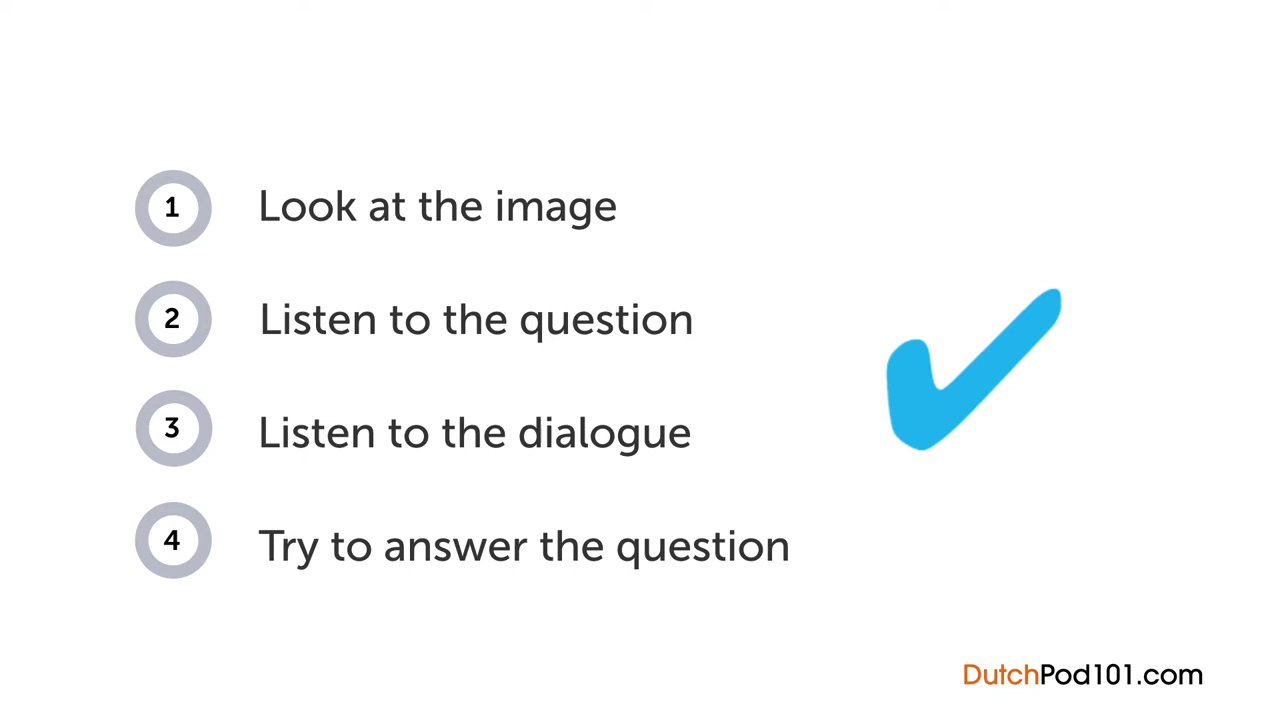 1 Look at the image
2 Listen to the question
3 Listen to the dialogue
4 Try to answer the question
DutchPod101.com